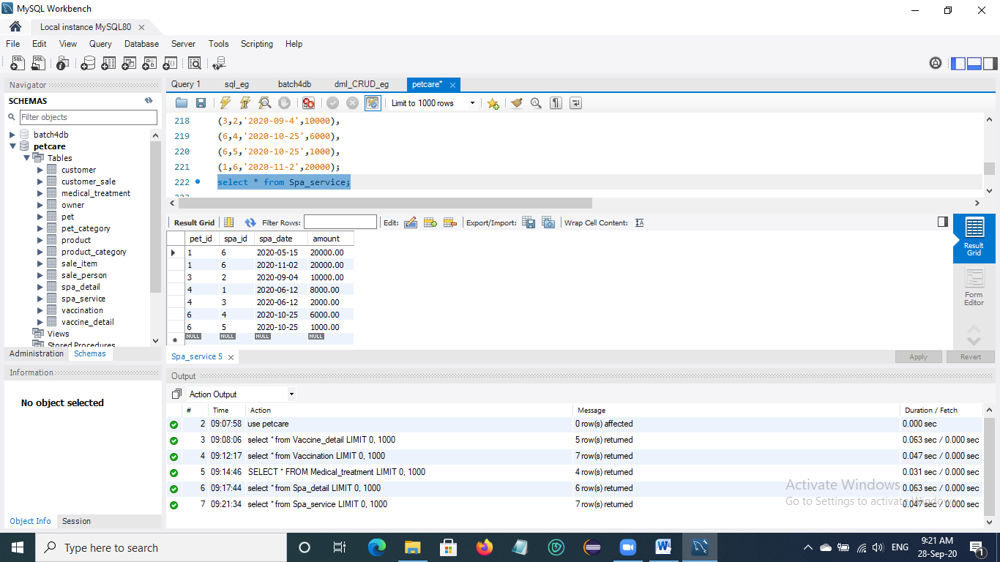 MySQL Workbench
Local instance MySQL80
File Edit View Query Database Server Tools Scripting Help
Navigator
SCHEMAS
Filter objects
batch4db
petcare
Tables
customer
customer_sale
medical_treatment
owner
pet
pet_category
product
product_category
sale_item
sale_person
spa_detail
spa_service
vaccination
vaccine_detail
Views
Stored Procedures
Administration Schemas
Information
No object selected
Object Info Session
Query 1 sql_eg batch4db dml_CRUD_eg petcare*
Limit to 1000 rows
218 (3,2,'2020-09-4',10000),
219 (6,4,'2020-10-25',6000),
220 (6,5,'2020-10-25',1000),
221 (1,6,'2020-11-2',20000);
222 select * from Spa_service;
223
Result Grid Filter Rows: Edit: Export/Import: Wrap Cell Content:
pet_id spa_id spa_date amount
1 6 2020-05-15 20000.00
1 6 2020-11-02 20000.00
3 2 2020-09-04 10000.00
4 1 2020-06-12 8000.00
4 3 2020-06-12 2000.00
6 4 2020-10-25 6000.00
6 5 2020-10-25 1000.00
NULL NULL NULL NULL
Result
Grid
Form
Editor
Spa_service 5
Apply Revert
Output
Action Output
# Time Action Message Duration / Fetch
2 09:07:58 use petcare 0 row(s) affected 0.000 sec
3 09:08:06 select * from Vaccine_detail LIMIT 0, 1000 5 row(s) returned 0.063 sec / 0.000 sec
4 09:12:17 select * from Vaccination LIMIT 0, 1000 7 row(s) returned 0.047 sec / 0.000 sec
5 09:14:46 SELECT * FROM Medical_treatment LIMIT 0, 1000 4 row(s) returned 0.031 sec / 0.000 sec
6 09:17:44 select * from Spa_detail LIMIT 0, 1000 6 row(s) returned 0.063 sec / 0.000 sec
7 09:21:34 select * from Spa_service LIMIT 0, 1000 7 row(s) returned 0.047 sec / 0.000 sec
Activate Windows
Go to Settings to activate Windows.
Type here to search
ENG
9:21 AM
28-Sep-20
1